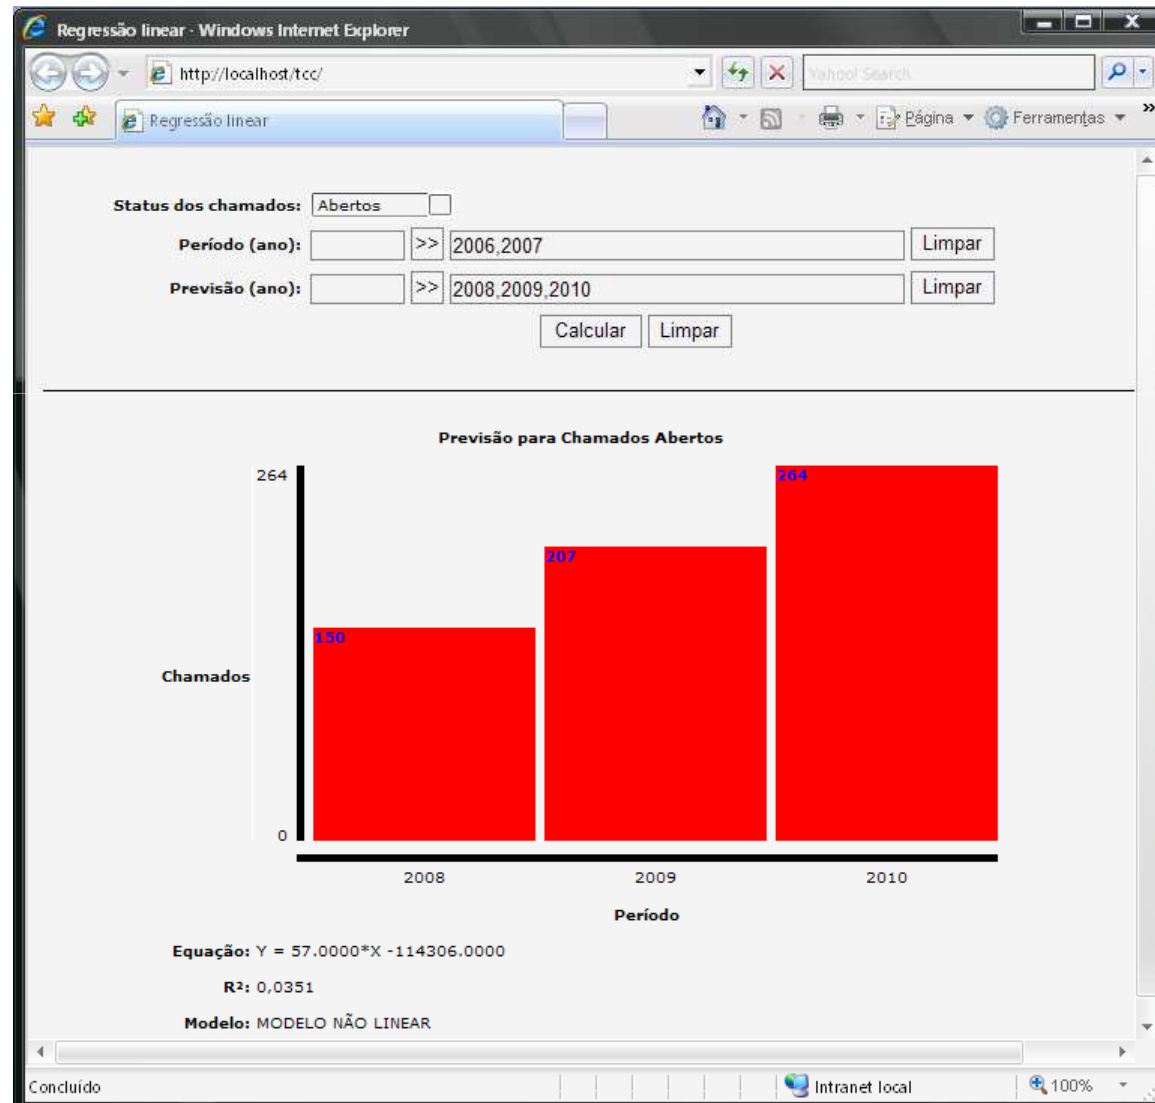 Regressão linear - Windows Internet Explorer
http://localhost/tcc/
Yahoo! Search
Regressão linear
Página
Ferramentas
Status dos chamados: Abertos
Período (ano): >> 2006,2007 Limpar
Previsão (ano): >> 2008,2009,2010 Limpar
Calcular Limpar
Previsão para Chamados Abertos
264
264
207
150
Chamados
0
2008 2009 2010
Período
Equação: Y = 57.0000*X -114306.0000
R²: 0,0351
Modelo: MODELO NÃO LINEAR
Concluído
Intranet local
100%